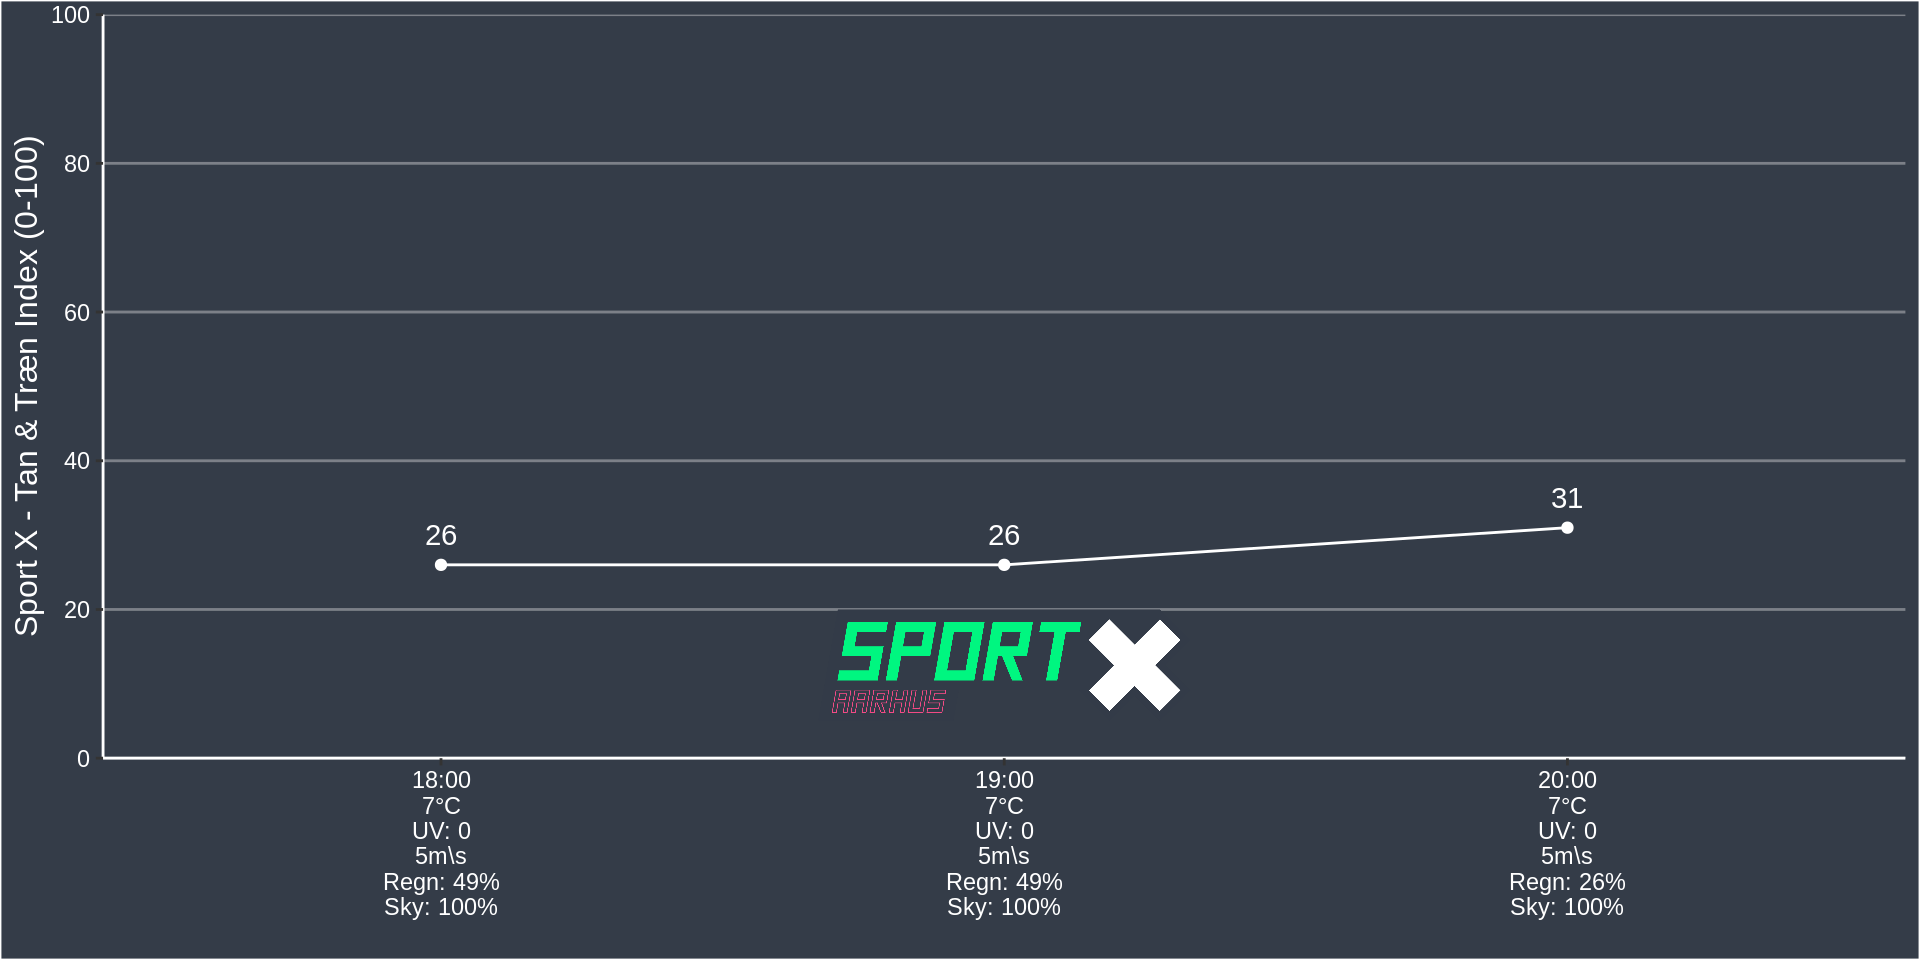 Sport X - Tan & Træn Index (0-100)
100
80
60
40
20
0
26
26
31
SPORT X
AARHUS
18:00
7°C
UV: 0
5m\s
Regn: 49%
Sky: 100%
19:00
7°C
UV: 0
5m\s
Regn: 49%
Sky: 100%
20:00
7°C
UV: 0
5m\s
Regn: 26%
Sky: 100%